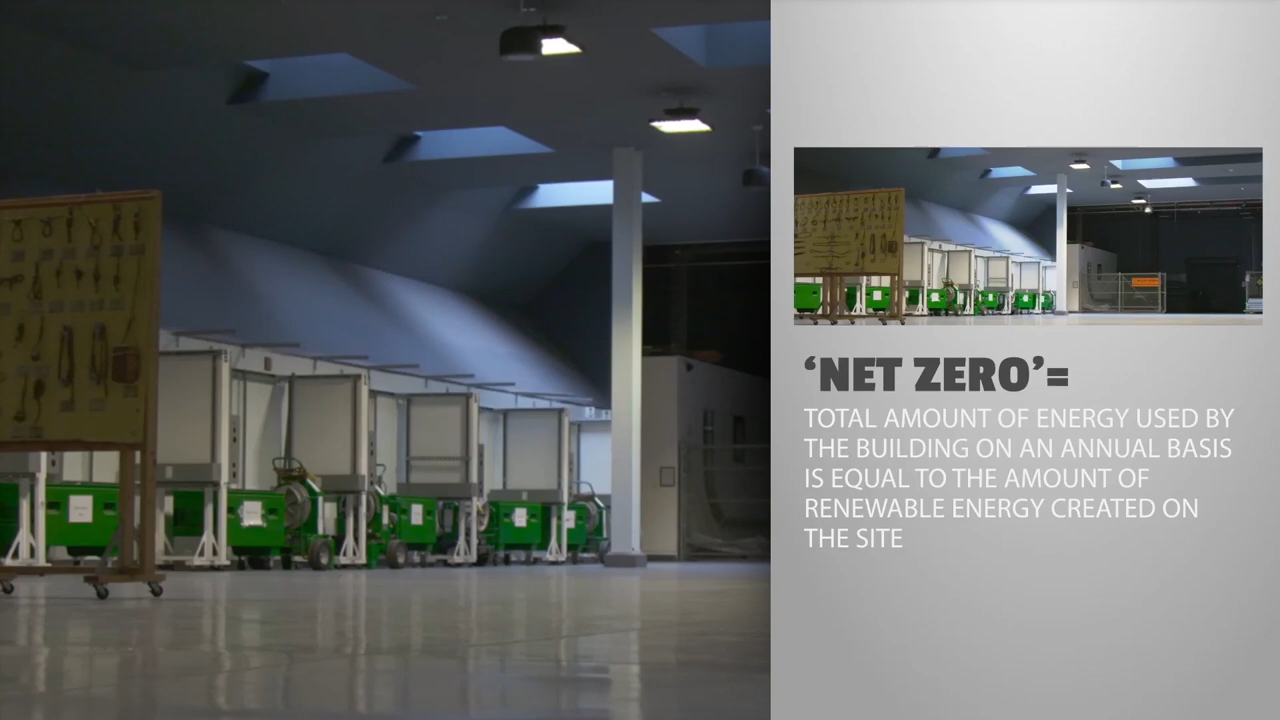 ‘NET ZERO’=
TOTAL AMOUNT OF ENERGY USED BY
THE BUILDING ON AN ANNUAL BASIS
IS EQUAL TO THE AMOUNT OF
RENEWABLE ENERGY CREATED ON
THE SITE